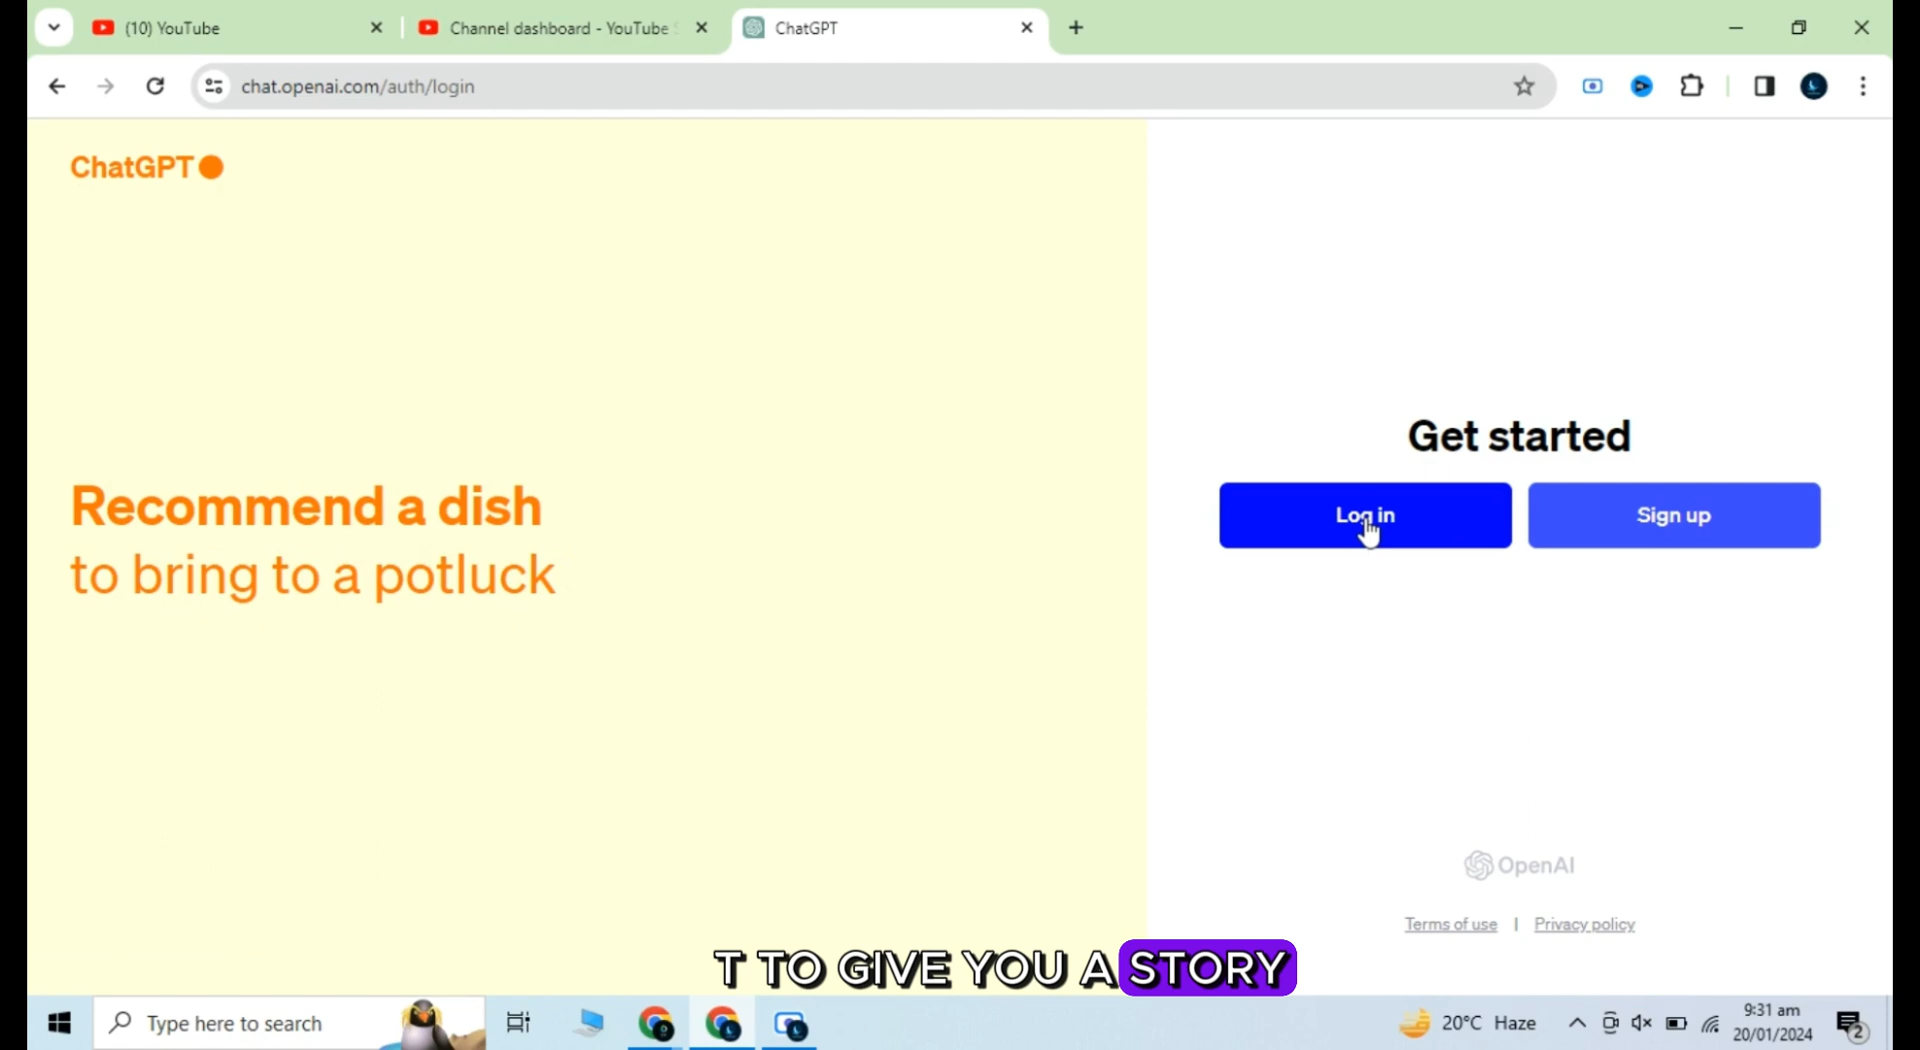 (10) YouTube
Channel dashboard - YouTube S
ChatGPT
chat.openai.com/auth/login
ChatGPT
Recommend a dish
to bring to a potluck
Get started
Log in
Sign up
OpenAI
Terms of use | Privacy policy
T TO GIVE YOU A STORY
Type here to search
20°C Haze
9:31 am
20/01/2024
2